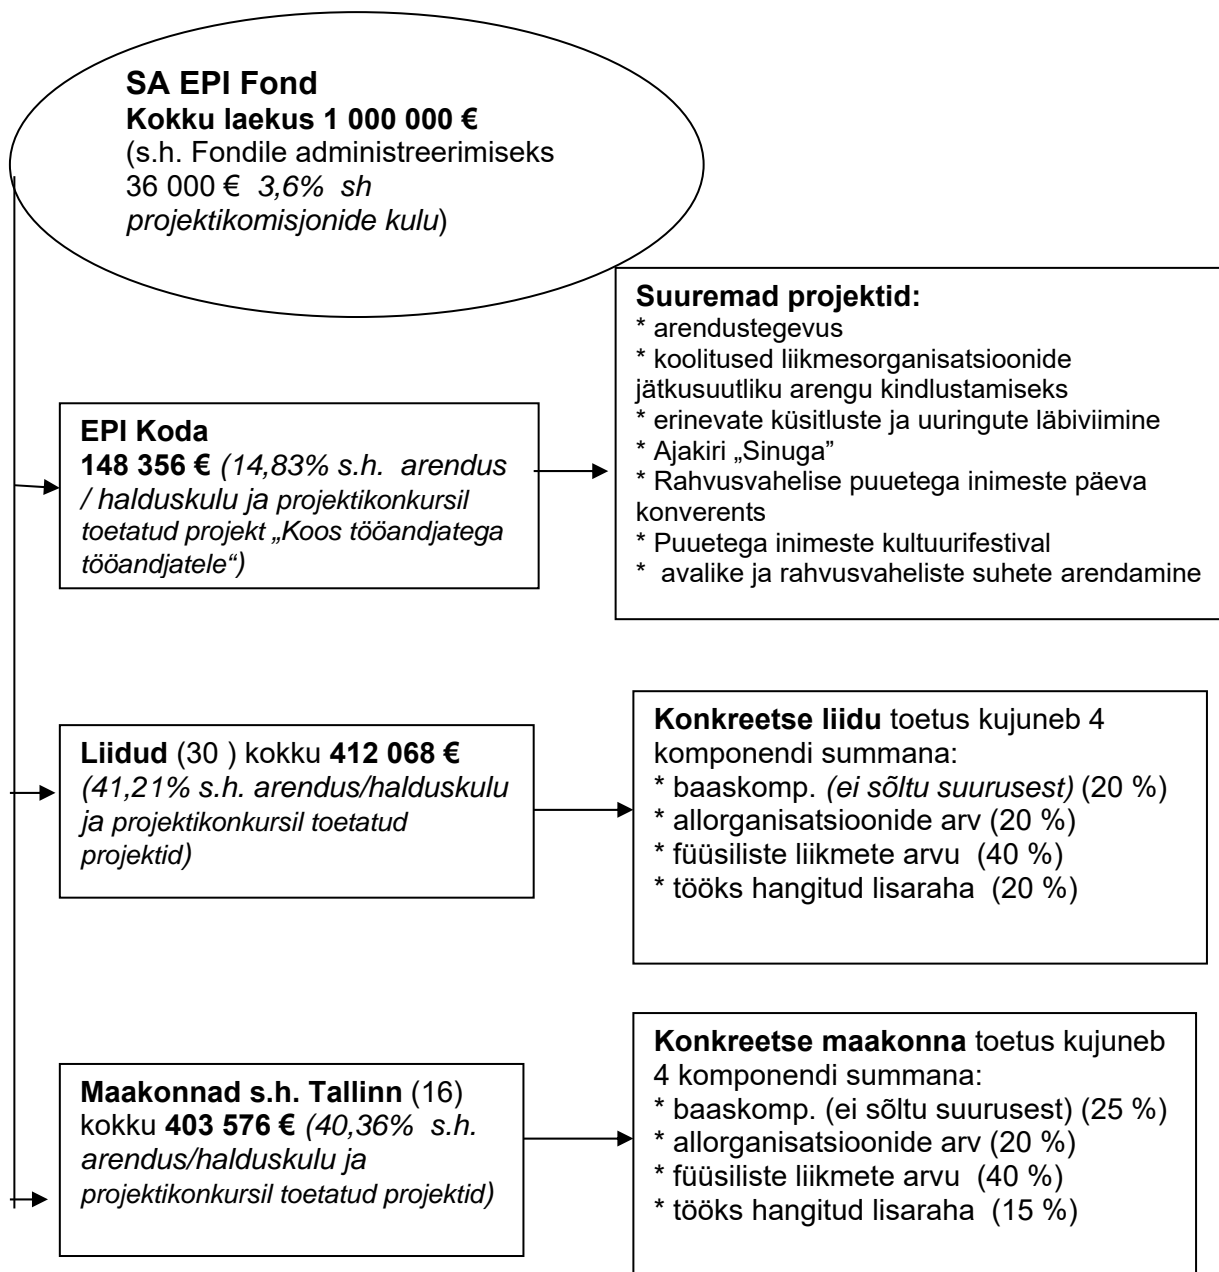 SA EPI Fond
Kokku laekus 1 000 000 €
(s.h. Fondile administreerimiseks
36 000 € 3,6% sh
projektikomisjonide kulu)
Suuremad projektid:
* arendustegevus
* koolitused liikmesorganisatsioonide
jätkusuutliku arengu kindlustamiseks
* erinevate küsitluste ja uuringute läbiviimine
* Ajakiri „Sinuga”
* Rahvusvahelise puuetega inimeste päeva
konverents
* Puuetega inimeste kultuurifestival
* avalike ja rahvusvaheliste suhete arendamine
EPI Koda
148 356 € (14,83% s.h. arendus
/ halduskulu ja projektikonkursil
toetatud projekt „Koos tööandjatega
tööandjatele“)
Liidud (30 ) kokku 412 068 €
(41,21% s.h. arendus/halduskulu
ja projektikonkursil toetatud
projektid)
Konkreetse liidu toetus kujuneb 4
komponendi summana:
* baaskomp. (ei sõltu suurusest) (20 %)
* allorganisatsioonide arv (20 %)
* füüsiliste liikmete arvu (40 %)
* tööks hangitud lisaraha (20 %)
Maakonnad s.h. Tallinn (16)
kokku 403 576 € (40,36% s.h.
arendus/halduskulu ja
projektikonkursil toetatud projektid)
Konkreetse maakonna toetus kujuneb
4 komponendi summana:
* baaskomp. (ei sõltu suurusest) (25 %)
* allorganisatsioonide arv (20 %)
* füüsiliste liikmete arvu (40 %)
* tööks hangitud lisaraha (15 %)